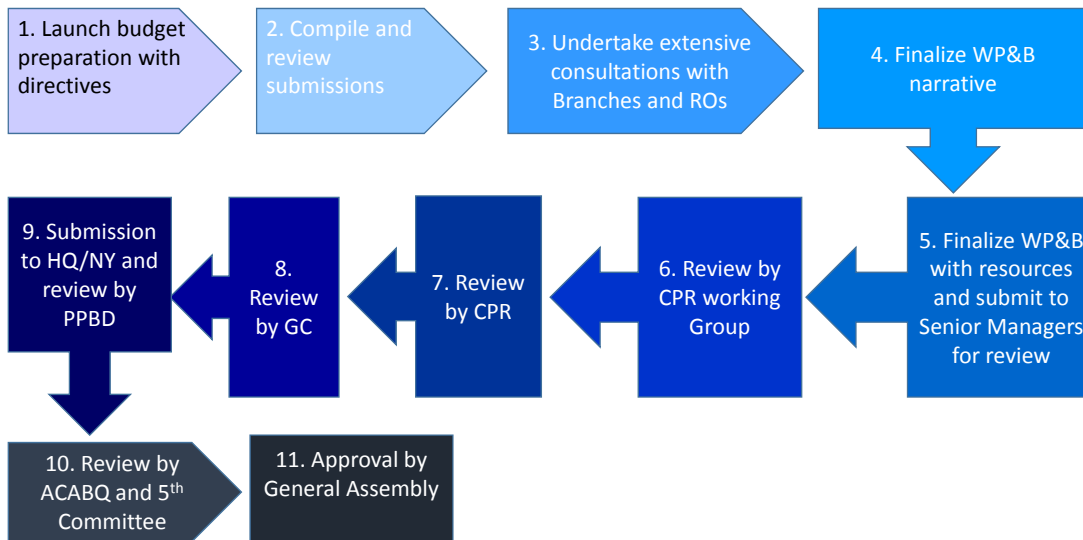 1. Launch budget
preparation with
directives
2. Compile and
review
submissions
3. Undertake extensive
consultations with
Branches and ROs
4. Finalize WP&B
narrative
5. Finalize WP&B
with resources
and submit to
Senior Managers
for review
6. Review by
CPR working
Group
7. Review
by CPR
8.
Review
by GC
9. Submission
to HQ/NY and
review by
PPBD
10. Review by
ACABQ and 5th
Committee
11. Approval by
General Assembly